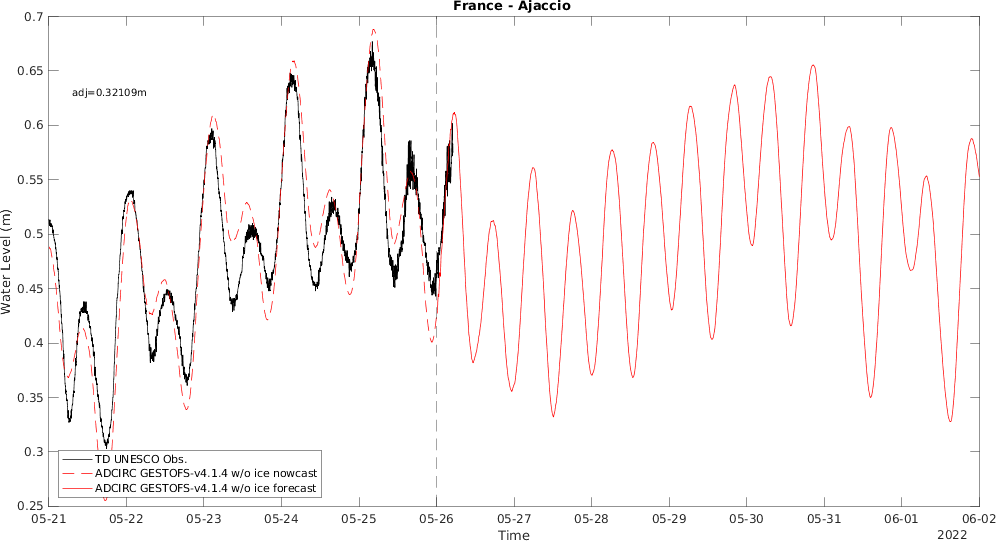 France - Ajaccio
0.7
0.65
0.6
0.55
0.5
0.45
0.4
0.35
0.3
0.25
Water Level (m)
adj=0.32109m
TD UNESCO Obs.
ADCIRC GESTOFS-v4.1.4 w/o ice nowcast
ADCIRC GESTOFS-v4.1.4 w/o ice forecast
05-21 05-22 05-23 05-24 05-25 05-26 05-27 05-28 05-29 05-30 05-31 06-01 06-02
Time
2022